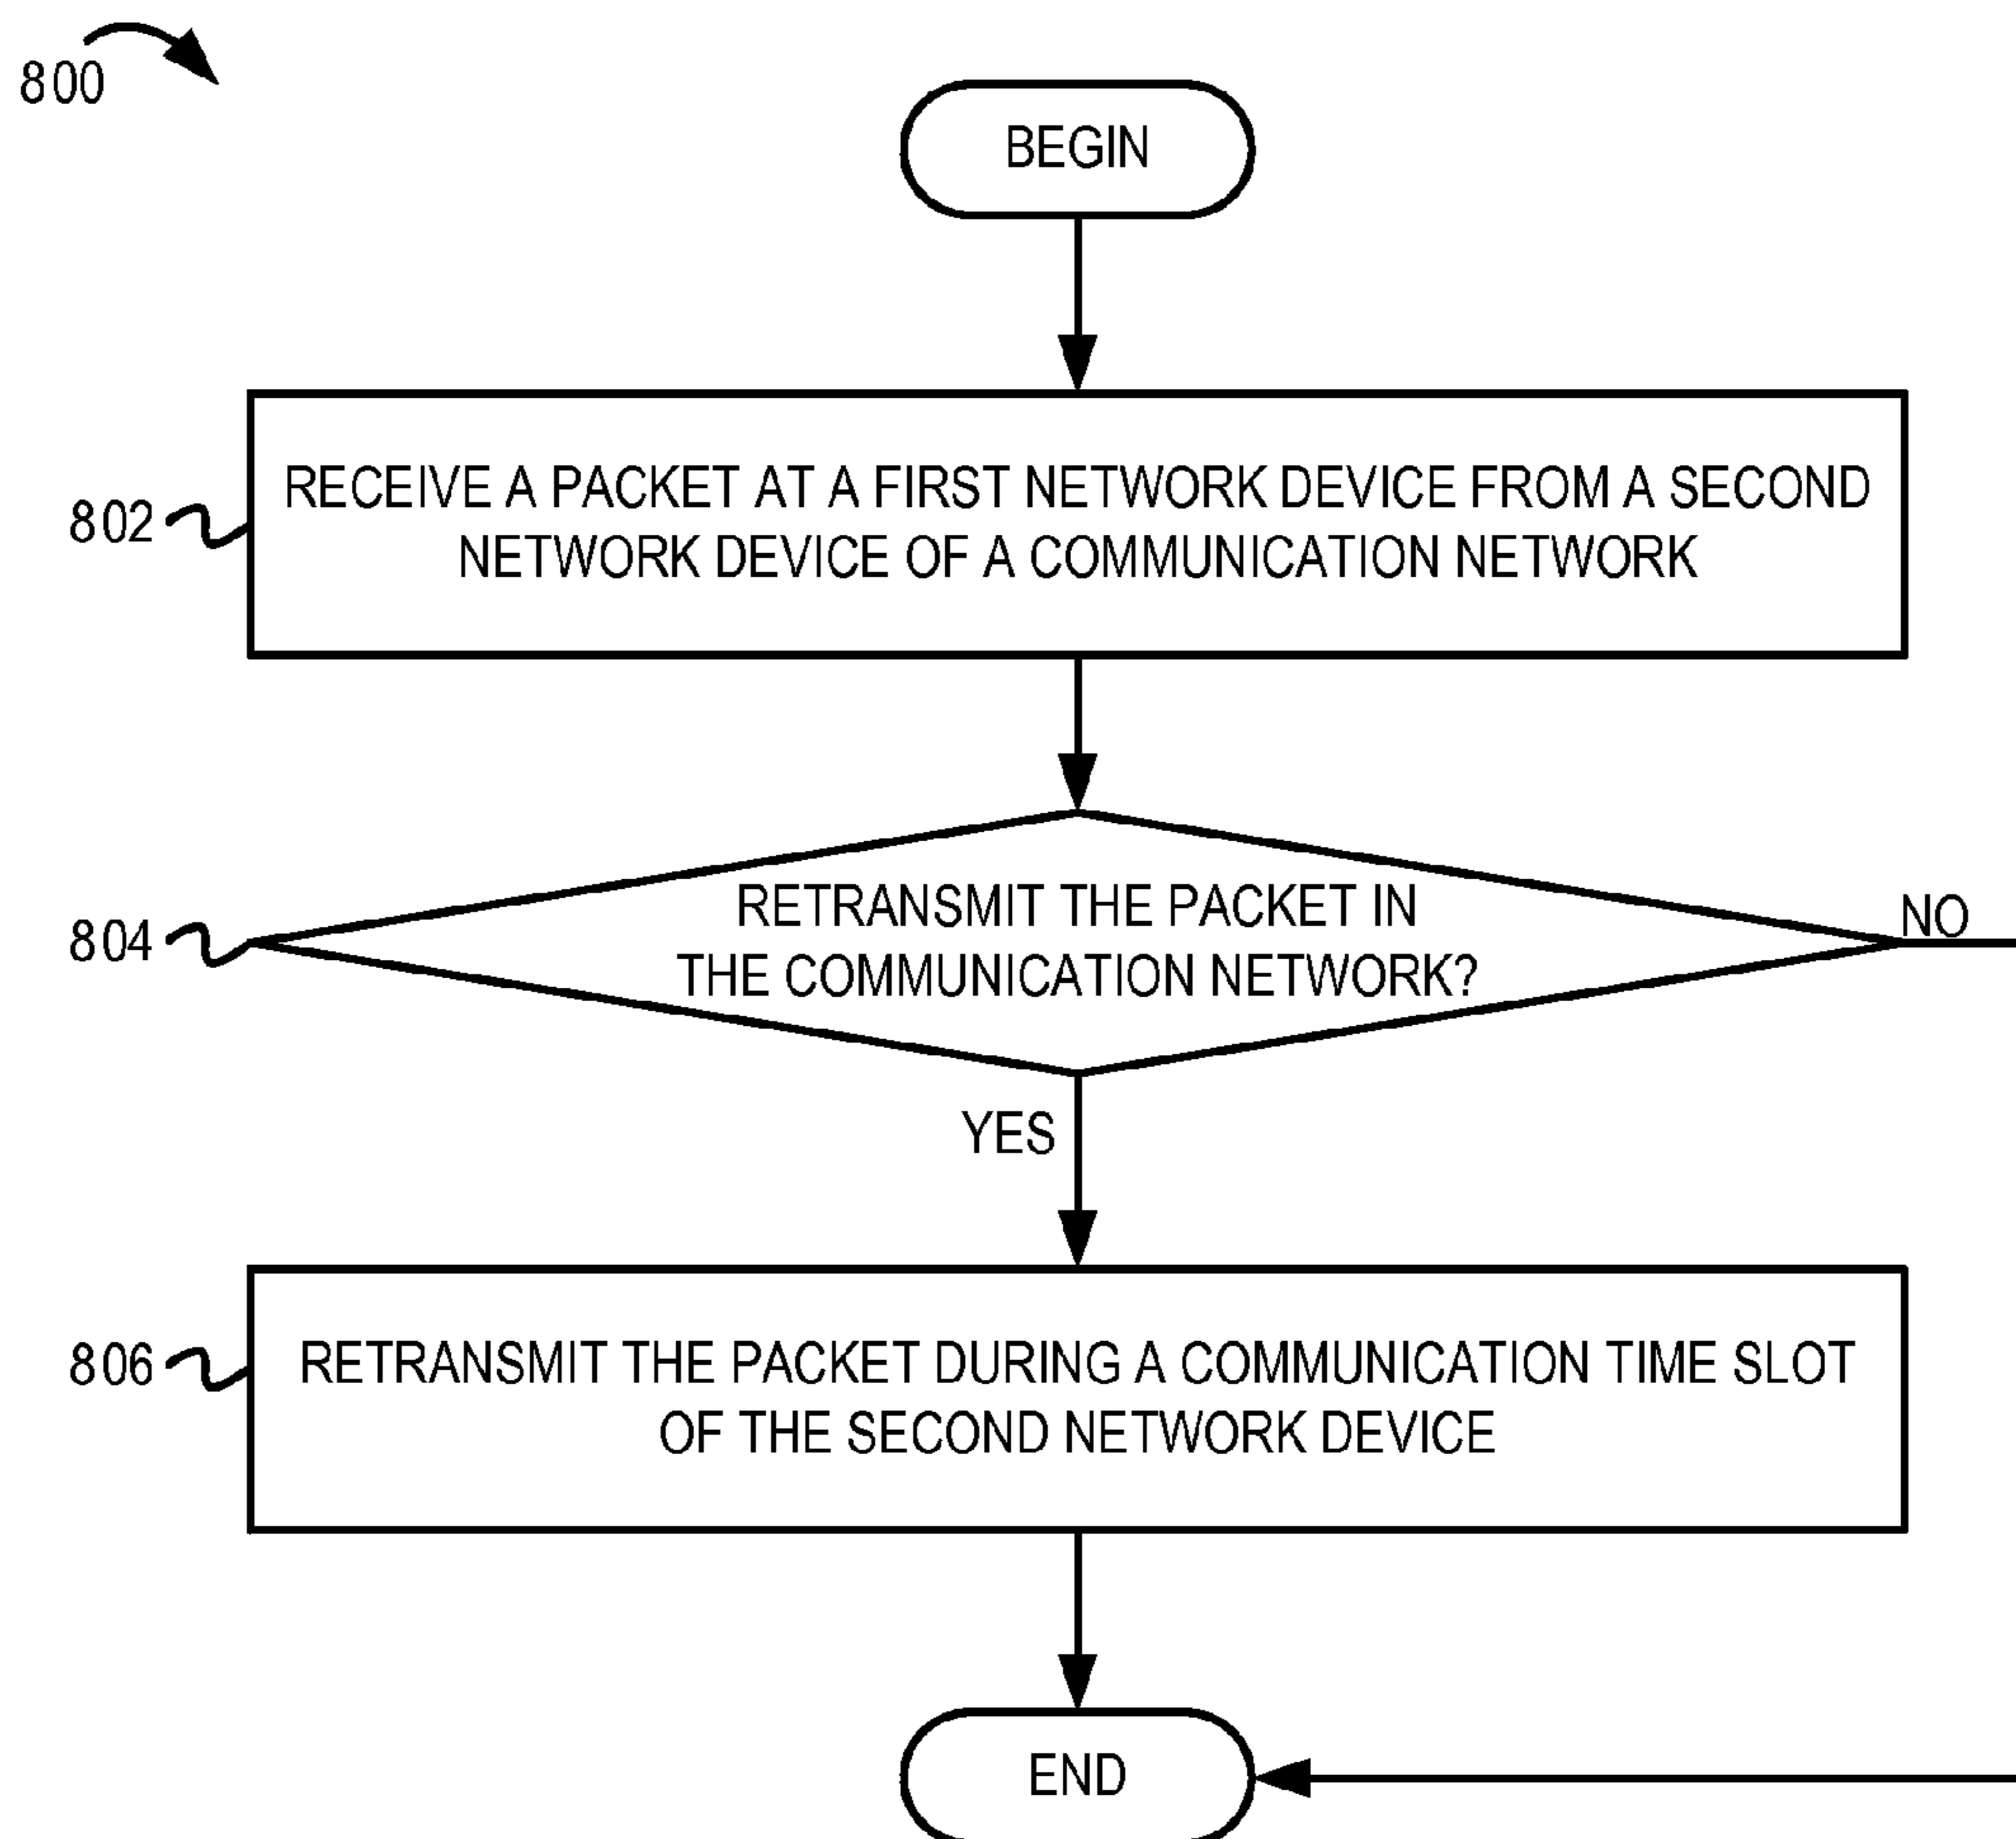 800
BEGIN
802
RECEIVE A PACKET AT A FIRST NETWORK DEVICE FROM A SECOND
NETWORK DEVICE OF A COMMUNICATION NETWORK
804
RETRANSMIT THE PACKET IN
THE COMMUNICATION NETWORK?
NO
YES
806
RETRANSMIT THE PACKET DURING A COMMUNICATION TIME SLOT
OF THE SECOND NETWORK DEVICE
END